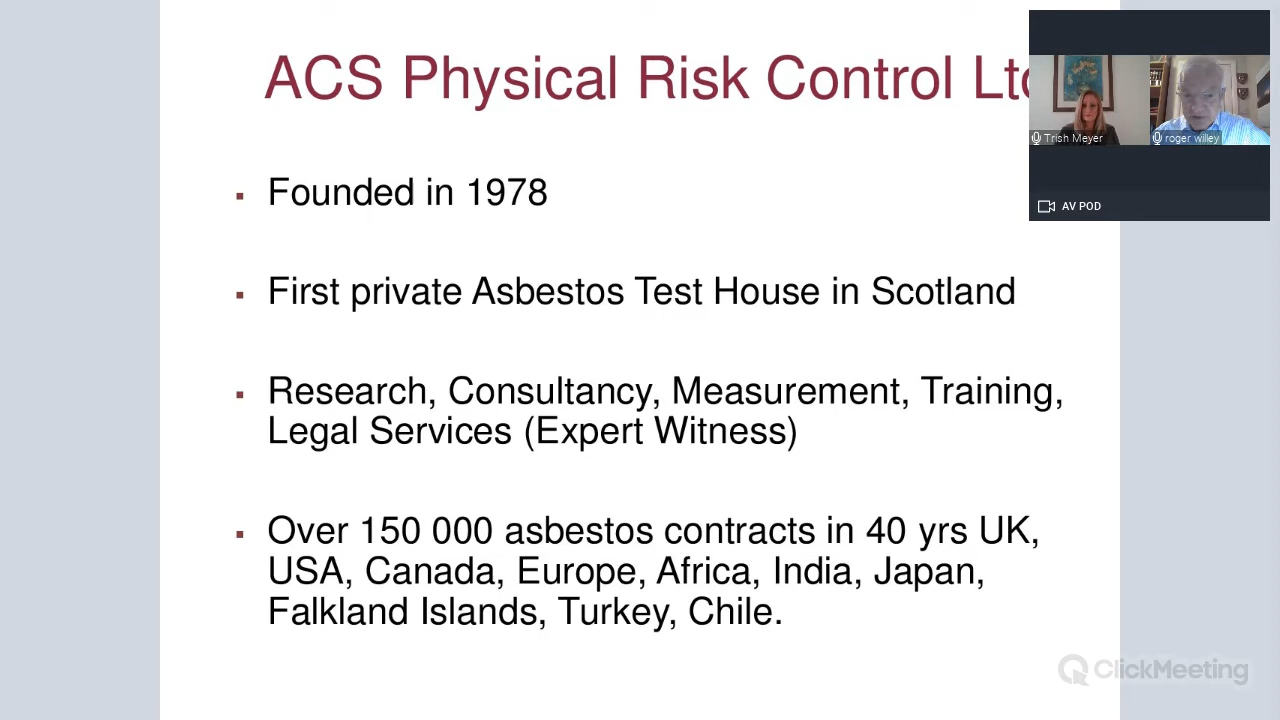 ACS Physical Risk Control Ltd
Trish Meyer
roger willey
AV POD
▪ Founded in 1978
▪ First private Asbestos Test House in Scotland
▪ Research, Consultancy, Measurement, Training,
Legal Services (Expert Witness)
▪ Over 150 000 asbestos contracts in 40 yrs UK,
USA, Canada, Europe, Africa, India, Japan,
Falkland Islands, Turkey, Chile.
ClickMeeting